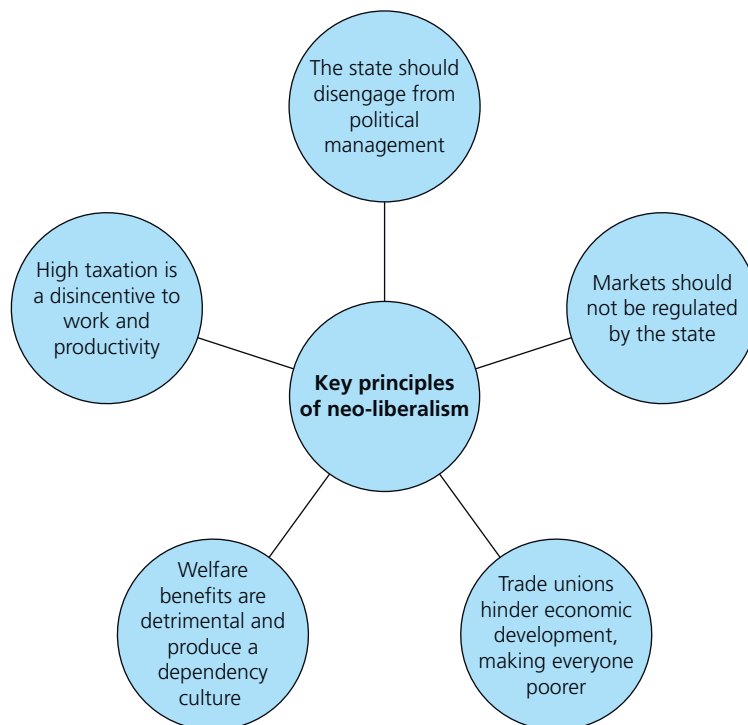 The state should
disengage from
political
management
High taxation is
a disincentive to
work and
productivity
Markets should
not be regulated
by the state
Key principles
of neo-liberalism
Welfare
benefits are
detrimental and
produce a
dependency
culture
Trade unions
hinder economic
development,
making everyone
poorer